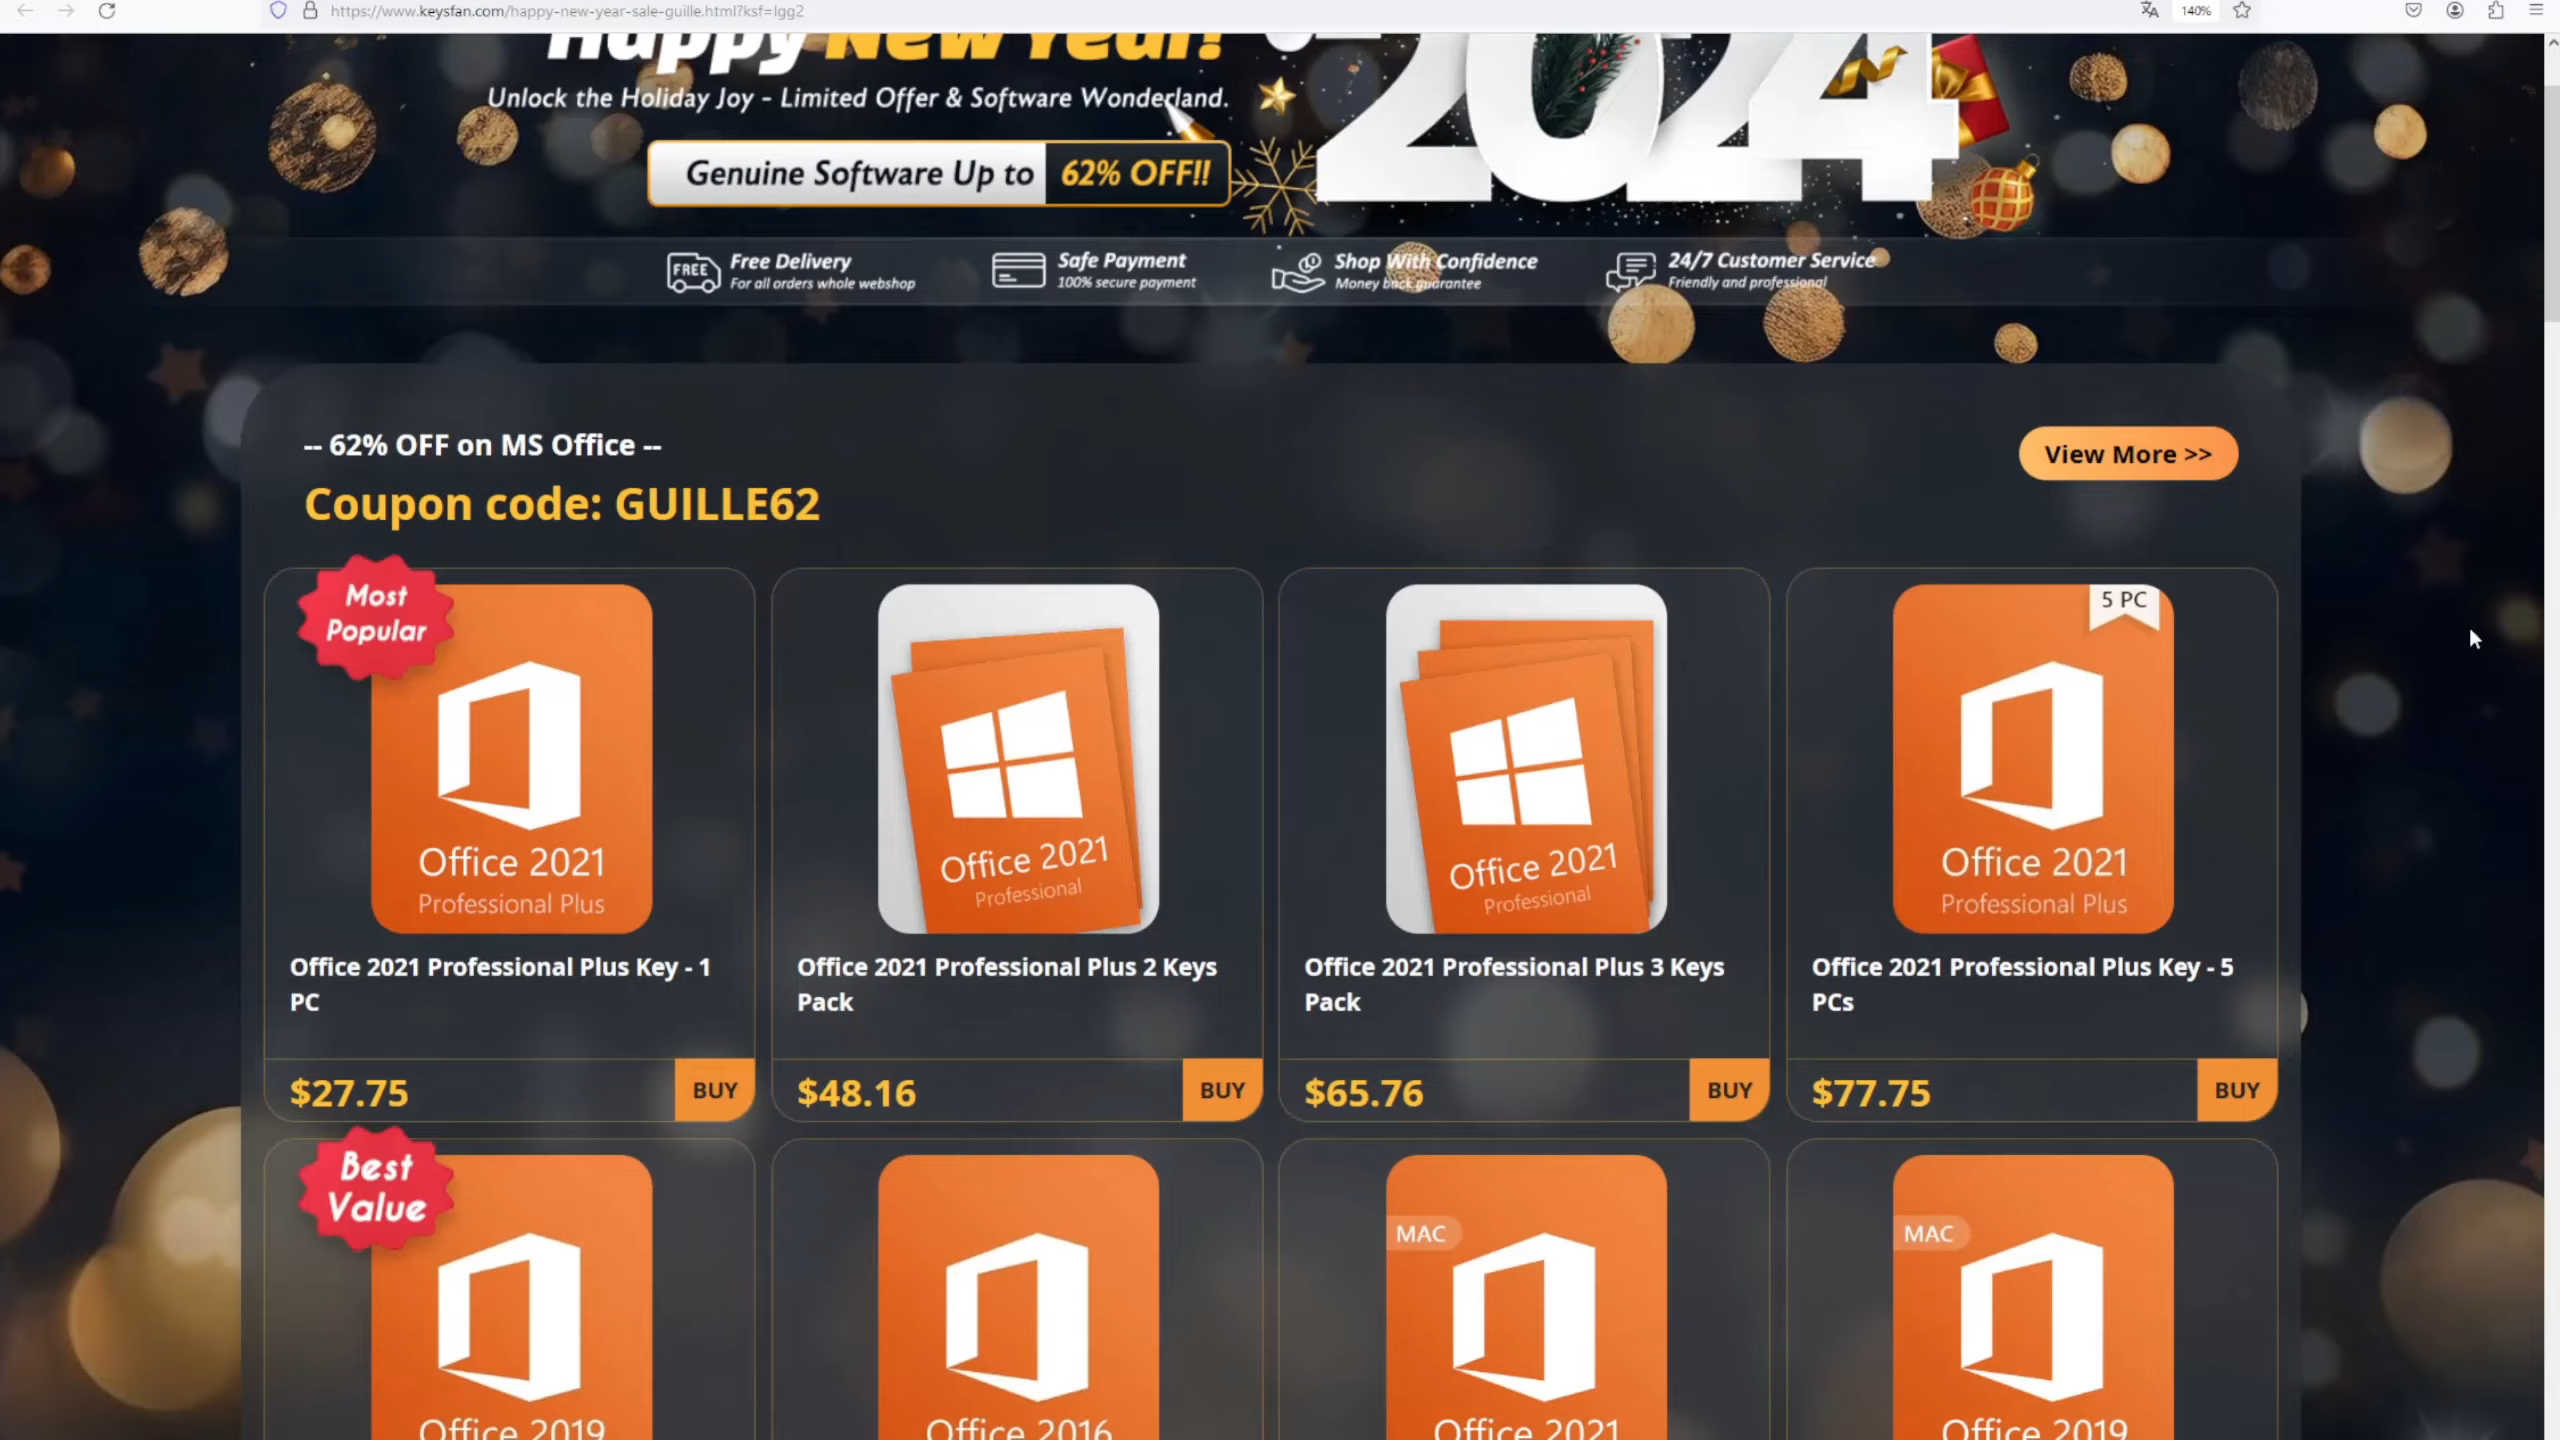 https://www.keysfan.com/happy-new-year-sale-guille.html?ksf=lgg2
140%
Happy New Year!
2024
Unlock the Holiday Joy - Limited Offer & Software Wonderland.
Genuine Software Up to 62% OFF!!
FREE
Free Delivery
For all orders whole webshop
Safe Payment
100% secure payment
Shop With Confidence
Money back guarantee
24/7 Customer Service
Friendly and professional
-- 62% OFF on MS Office --
View More >>
Coupon code: GUILLE62
Most
Popular
Office 2021
Professional Plus
Office 2021 Professional Plus Key - 1
PC
$27.75
BUY
Office 2021
Professional
Office 2021 Professional Plus 2 Keys
Pack
$48.16
BUY
Office 2021
Professional
Office 2021 Professional Plus 3 Keys
Pack
$65.76
BUY
5 PC
Office 2021
Professional Plus
Office 2021 Professional Plus Key - 5
PCs
$77.75
BUY
Best
Value
Office 2019
Office 2016
MAC
Office 2021
MAC
Office 2019